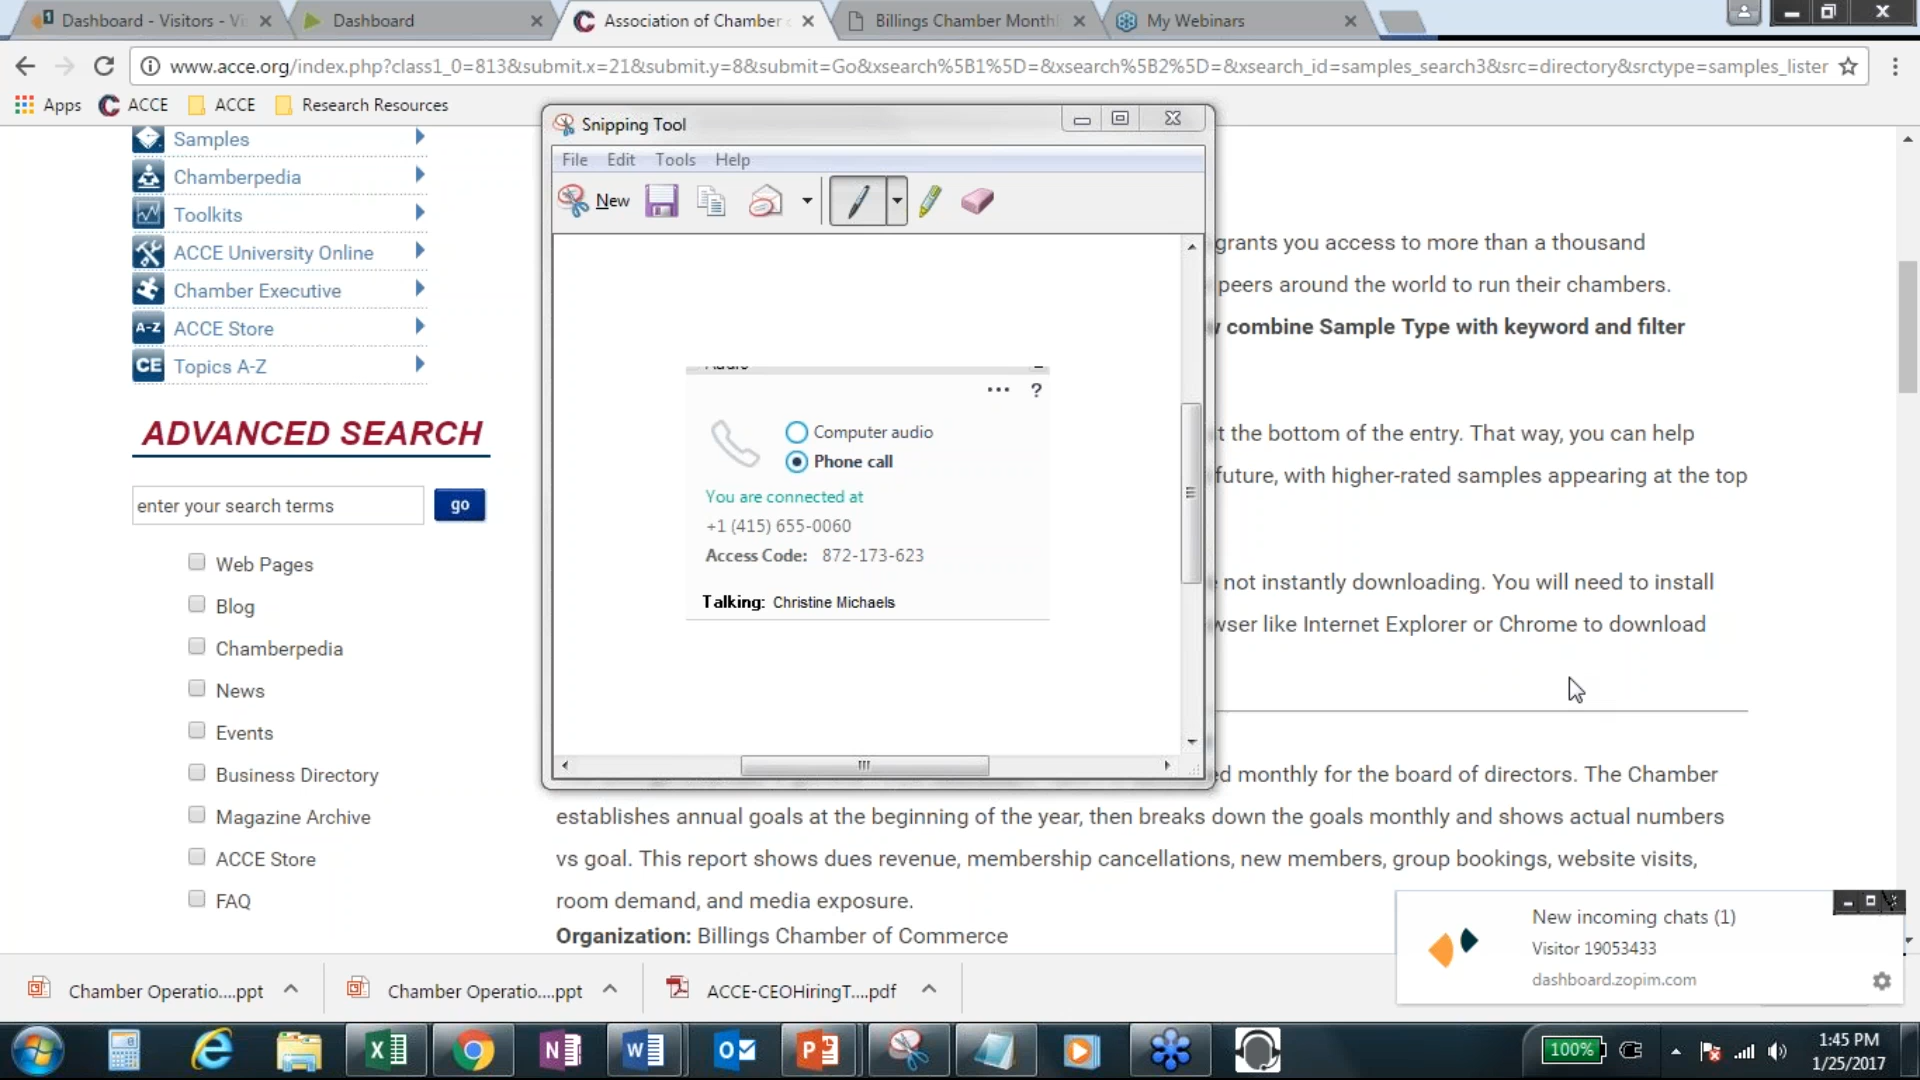 Dashboard - Visitors - Vi
Dashboard
Association of Chamber
Billings Chamber Monthl
My Webinars
www.acce.org/index.php?class1_0=813&submit.x=21&submit.y=8&submit=Go&xsearch%5B1%5D=&xsearch%5B2%5D=&xsearch_id=samples_search3&src=directory&srctype=samples_lister
Apps
ACCE
ACCE
Research Resources
Samples
Chamberpedia
Toolkits
ACCE University Online
Chamber Executive
A-Z ACCE Store
CE Topics A-Z
ADVANCED SEARCH
enter your search terms
go
Web Pages
Blog
Chamberpedia
News
Events
Business Directory
Magazine Archive
ACCE Store
FAQ
Snipping Tool
File Edit Tools Help
New
Audio
... ?
Computer audio
Phone call
You are connected at
+1 (415) 655-0060
Access Code: 872-173-623
Talking: Christine Michaels
grants you access to more than a thousand
peers around the world to run their chambers.
combine Sample Type with keyword and filter
t the bottom of the entry. That way, you can help
future, with higher-rated samples appearing at the top
not instantly downloading. You will need to install
wser like Internet Explorer or Chrome to download
d monthly for the board of directors. The Chamber
establishes annual goals at the beginning of the year, then breaks down the goals monthly and shows actual numbers
vs goal. This report shows dues revenue, membership cancellations, new members, group bookings, website visits,
room demand, and media exposure.
Organization: Billings Chamber of Commerce
New incoming chats (1)
Visitor 19053433
dashboard.zopim.com
Chamber Operatio....ppt
Chamber Operatio....ppt
ACCE-CEOHiringT....pdf
100%
1:45 PM
1/25/2017